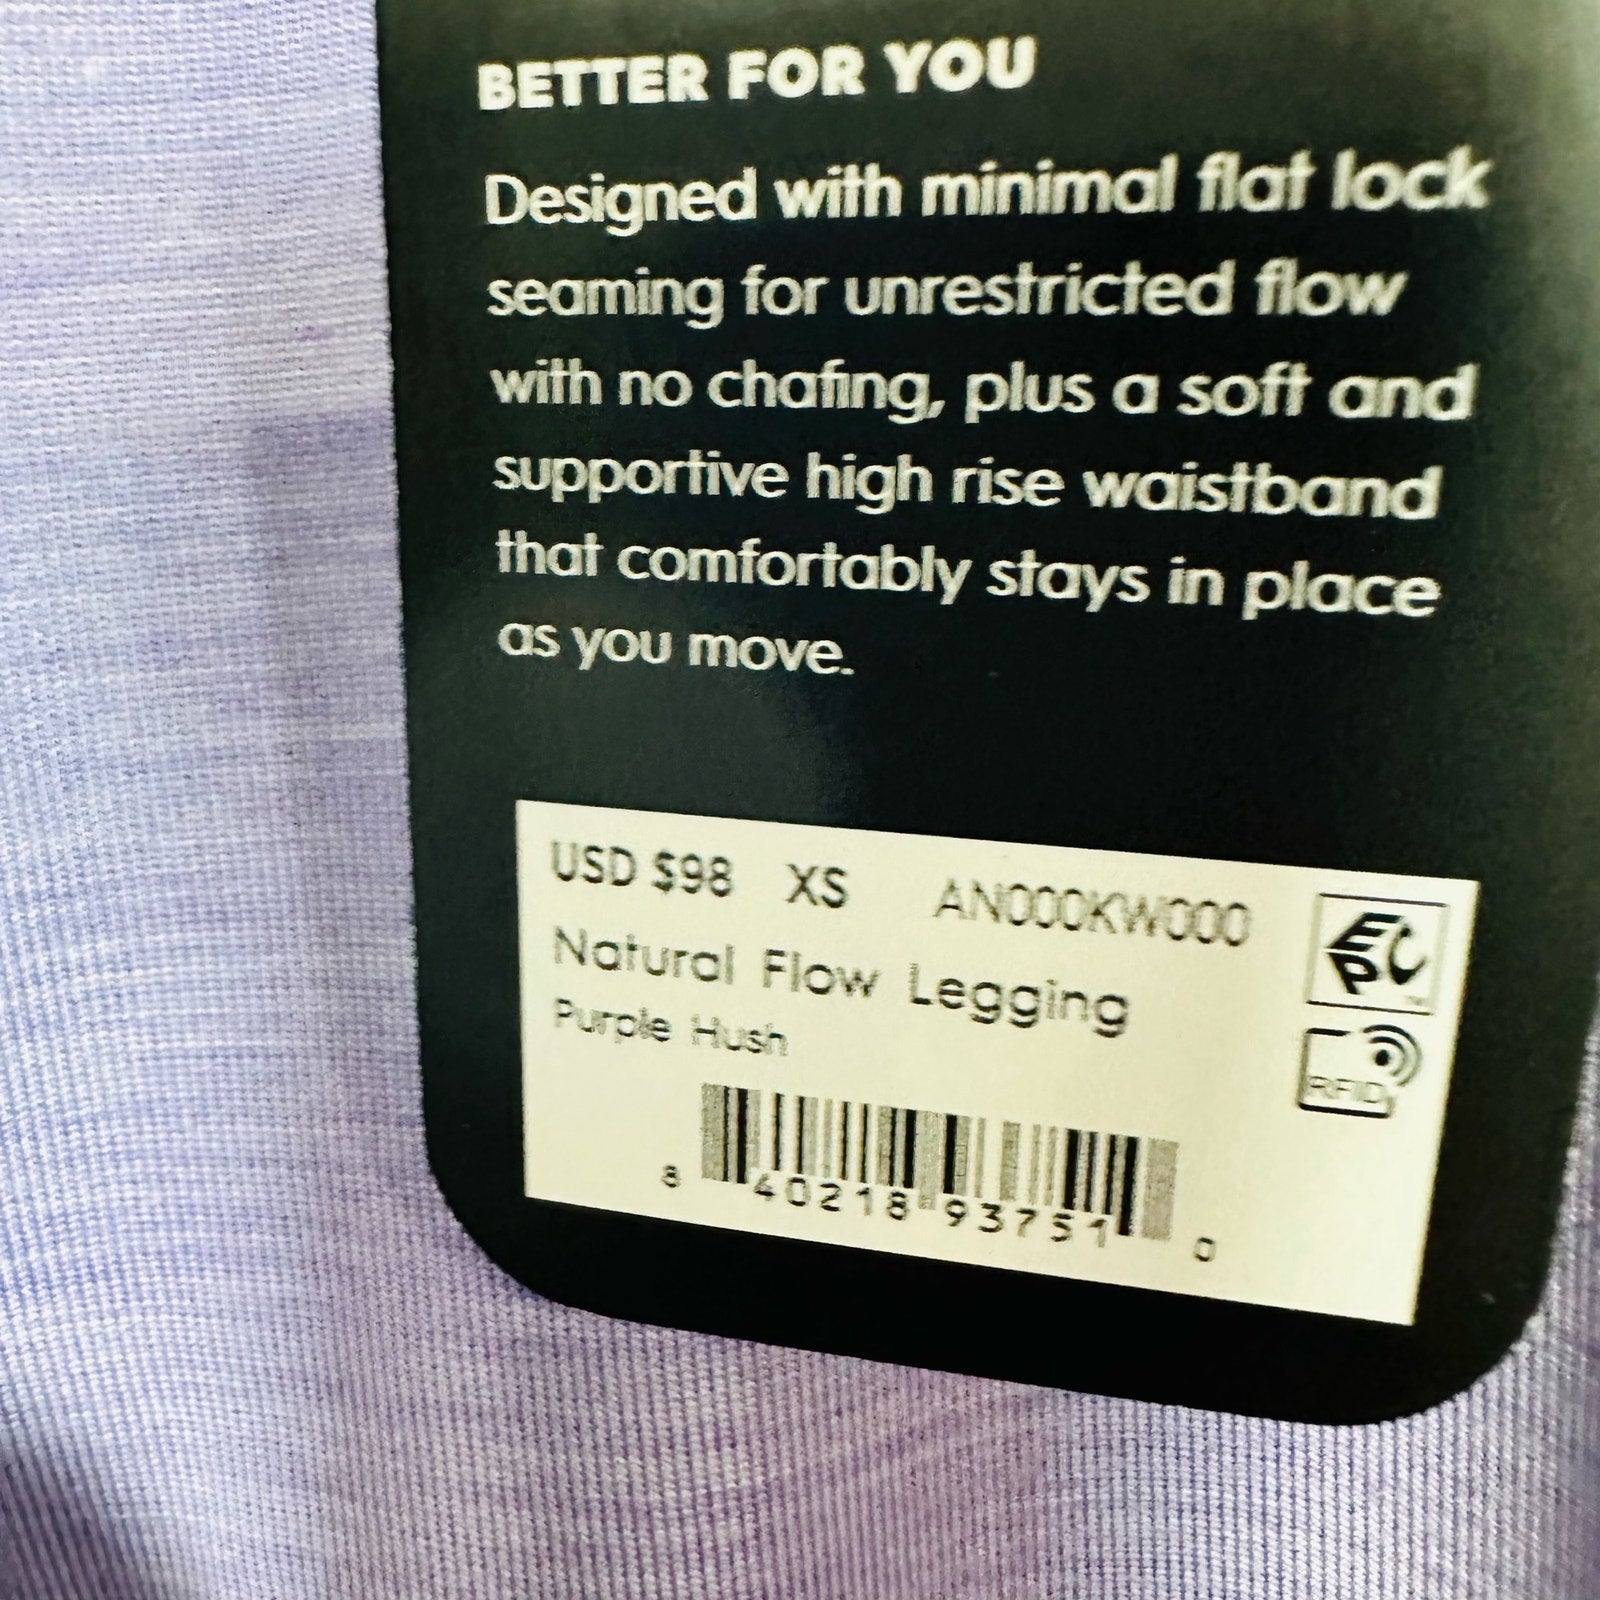 BETTER FOR YOU
Designed with minimal flat lock
seaming for unrestricted flow
with no chafing, plus a soft and
supportive high rise waistband
that comfortably stays in place
as you move.
USD $98 XS AN000KW000
Natural Flow Legging
Purple Hush
EPC
RFID
8 40218 93751 0